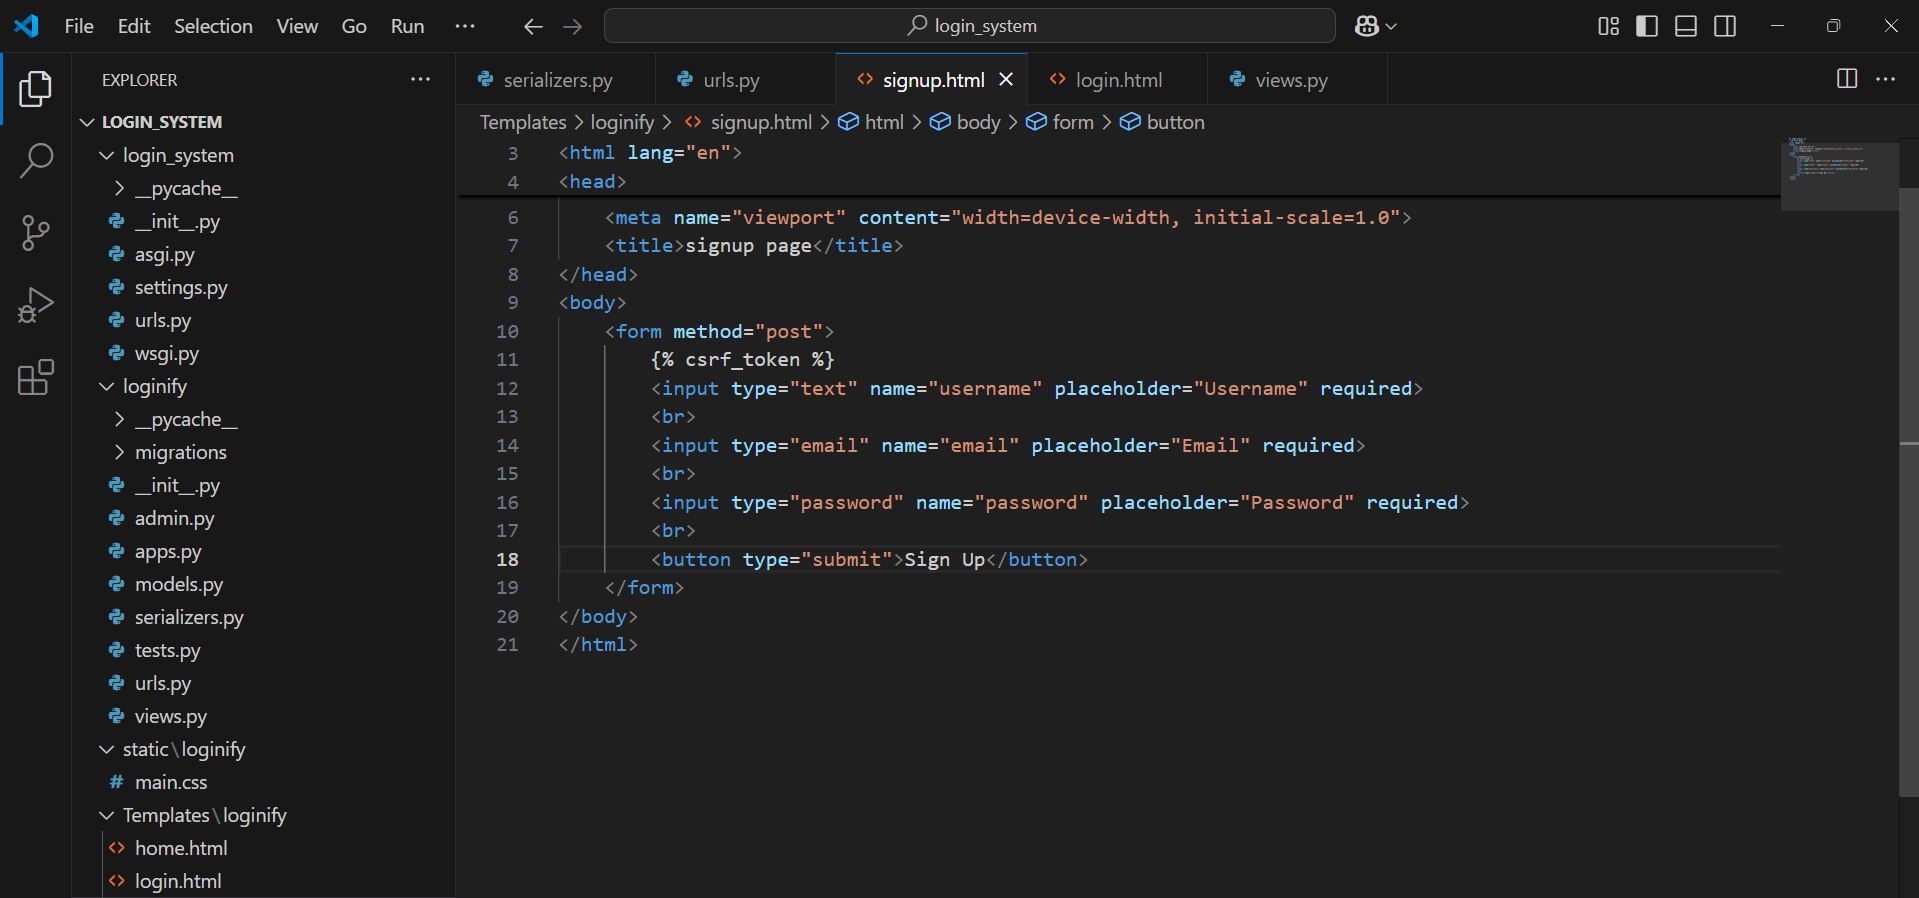 File Edit Selection View Go Run ··· login_system
EXPLORER ···
LOGIN_SYSTEM
login_system
__pycache__
__init__.py
asgi.py
settings.py
urls.py
wsgi.py
loginify
__pycache__
migrations
__init__.py
admin.py
apps.py
models.py
serializers.py
tests.py
urls.py
views.py
static\loginify
# main.css
Templates\loginify
<> home.html
<> login.html
serializers.py urls.py <> signup.html <> login.html views.py
Templates > loginify > <> signup.html > html > body > form > button
3 <html lang="en">
4 <head>
6 <meta name="viewport" content="width=device-width, initial-scale=1.0">
7 <title>signup page</title>
8 </head>
9 <body>
10 <form method="post">
11 {% csrf_token %}
12 <input type="text" name="username" placeholder="Username" required>
13 <br>
14 <input type="email" name="email" placeholder="Email" required>
15 <br>
16 <input type="password" name="password" placeholder="Password" required>
17 <br>
18 <button type="submit">Sign Up</button>
19 </form>
20 </body>
21 </html>